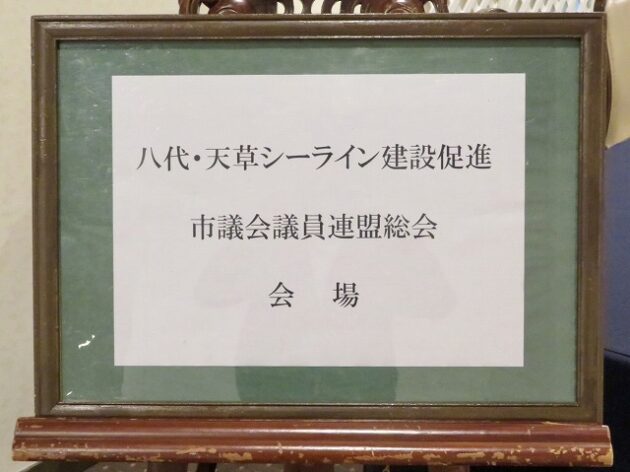 八代・天草シーライン建設促進
市議会議員連盟総会
会　場